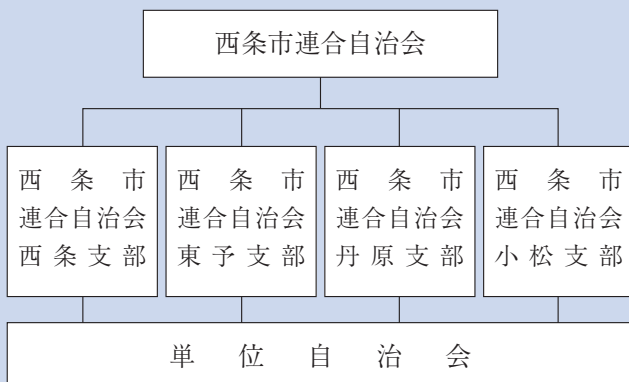 西条市連合自治会
西条市
連合自治会
西条支部
西条市
連合自治会
東予支部
西条市
連合自治会
丹原支部
西条市
連合自治会
小松支部
単位自治会